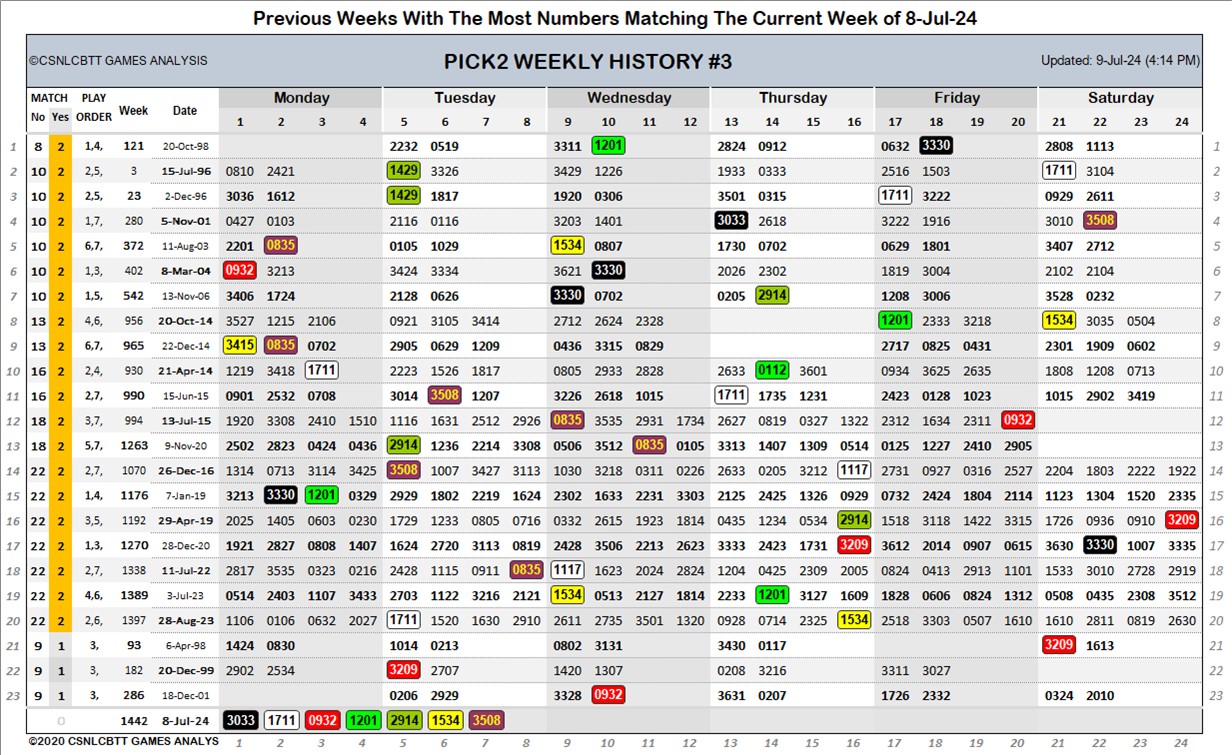 Previous Weeks With The Most Numbers Matching The Current Week of 8-Jul-24
©CSNLCBTT GAMES ANALYSIS PICK2 WEEKLY HISTORY #3 Updated: 9-Jul-24 (4:14 PM)
MATCH PLAY Week Date Monday Tuesday Wednesday Thursday Friday Saturday
No Yes ORDER 1 2 3 4 5 6 7 8 9 10 11 12 13 14 15 16 17 18 19 20 21 22 23 24
1 8 2 1,4, 121 20-Oct-98 2232 0519 3311 1201 2824 0912 0632 3330 2808 1113 1
2 10 2 2,5, 3 15-Jul-96 0810 2421 1429 3326 3429 1226 1933 0333 2516 1503 1711 3104 2
3 10 2 2,5, 23 2-Dec-96 3036 1612 1429 1817 1920 0306 3501 0315 1711 3222 0929 2611 3
4 10 2 1,7, 280 5-Nov-01 0427 0103 2116 0116 3203 1401 3033 2618 3222 1916 3010 3508 4
5 10 2 6,7, 372 11-Aug-03 2201 0835 0105 1029 1534 0807 1730 0702 0629 1801 3407 2712 5
6 10 2 1,3, 402 8-Mar-04 0932 3213 3424 3334 3621 3330 2026 2302 1819 3004 2102 2104 6
7 10 2 1,5, 542 13-Nov-06 3406 1724 2128 0626 3330 0702 0205 2914 1208 3006 3528 0232 7
8 13 2 4,6, 956 20-Oct-14 3527 1215 2106 0921 3105 3414 2712 2624 2328 1201 2333 3218 1534 3035 0504 8
9 13 2 6,7, 965 22-Dec-14 3415 0835 0702 2905 0629 1209 0436 3315 0829 2717 0825 0431 2301 1909 0602 9
10 16 2 2,4, 930 21-Apr-14 1219 3418 1711 2223 1526 1817 0805 2933 2828 2633 0112 3601 0934 3625 2635 1808 1208 0713 10
11 16 2 2,7, 990 15-Jun-15 0901 2532 0708 3014 3508 1207 3226 2618 1015 1711 1735 1231 2423 0128 1023 1015 2902 3419 11
12 18 2 3,7, 994 13-Jul-15 1920 3308 2410 1510 1116 1631 2512 2926 0835 3535 2931 1734 2627 0819 0327 1322 2312 1634 2311 0932 12
13 18 2 5,7, 1263 9-Nov-20 2502 2823 0424 0436 2914 1236 2214 3308 0506 3512 0835 0105 3313 1407 1309 0514 0125 1227 2410 2905 13
14 22 2 2,7, 1070 26-Dec-16 1314 0713 3114 3425 3508 1007 3427 3113 1030 3218 0311 0226 2633 0205 3212 1117 2731 0927 0316 2527 2204 1803 2222 1922 14
15 22 2 1,4, 1176 7-Jan-19 3213 3330 1201 0329 2929 1802 2219 1624 2302 1633 2231 3303 2125 2425 1326 0929 0732 2424 1804 2114 1123 1304 1520 2335 15
16 22 2 3,5, 1192 29-Apr-19 2025 1405 0603 0230 1729 1233 0108 0716 0332 2615 1923 1814 0435 1234 0534 2914 1518 3118 1422 3315 1726 0936 0910 3209 16
17 22 2 1,3, 1270 28-Dec-20 1921 2827 0808 1407 1624 2720 3113 0819 2428 3506 2213 2623 3333 2423 1731 3209 3612 2014 0907 0615 3630 3330 1007 3335 17
18 22 2 2,7, 1338 11-Jul-22 2817 3535 0323 0216 2428 1115 0911 0835 1117 1623 2024 2824 1204 0425 2309 2005 0824 0413 2913 1101 1533 3010 2728 2919 18
19 22 2 4,6, 1389 3-Jul-23 0514 2403 1107 3433 2703 1122 3216 2121 1534 0513 2127 1814 2233 1201 3127 1609 1828 0606 0824 1312 0508 0435 2308 3512 19
20 22 2 2,6, 1397 28-Aug-23 1106 0106 0632 2027 1711 1520 1630 2910 2611 2735 3501 1320 0928 0714 2325 1534 2518 3303 0507 1610 1610 2811 0819 2630 20
21 9 1 3, 93 6-Apr-98 1424 0830 1014 0213 0802 3131 3430 0117 3209 1613 21
22 9 1 3, 182 20-Dec-99 2902 2534 3209 2707 1420 1307 0208 3216 3311 3027 22
23 9 1 3, 286 18-Dec-01 0206 2929 3328 0932 3631 0207 1726 2332 0324 2010 23
0 1442 8-Jul-24 3033 1711 0932 1201 2914 1534 3508
©2020 CSNLCBTT GAMES ANALYS 1 2 3 4 5 6 7 8 9 10 11 12 13 14 15 16 17 18 19 20 21 22 23 24